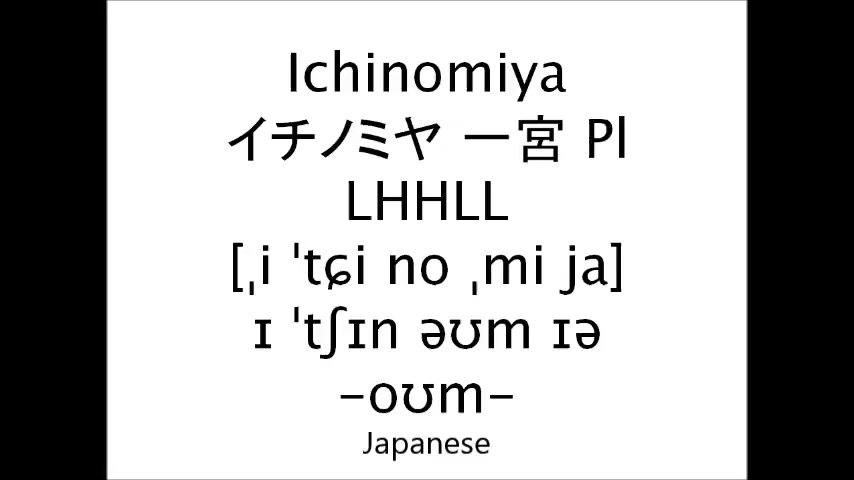 Ichinomiya
イチノミヤ 一宮 Pl
LHHLL
[ˌi ˈtɕi no ˌmi ja]
ɪ ˈtʃɪn əʊm ɪə
–oʊm–
Japanese